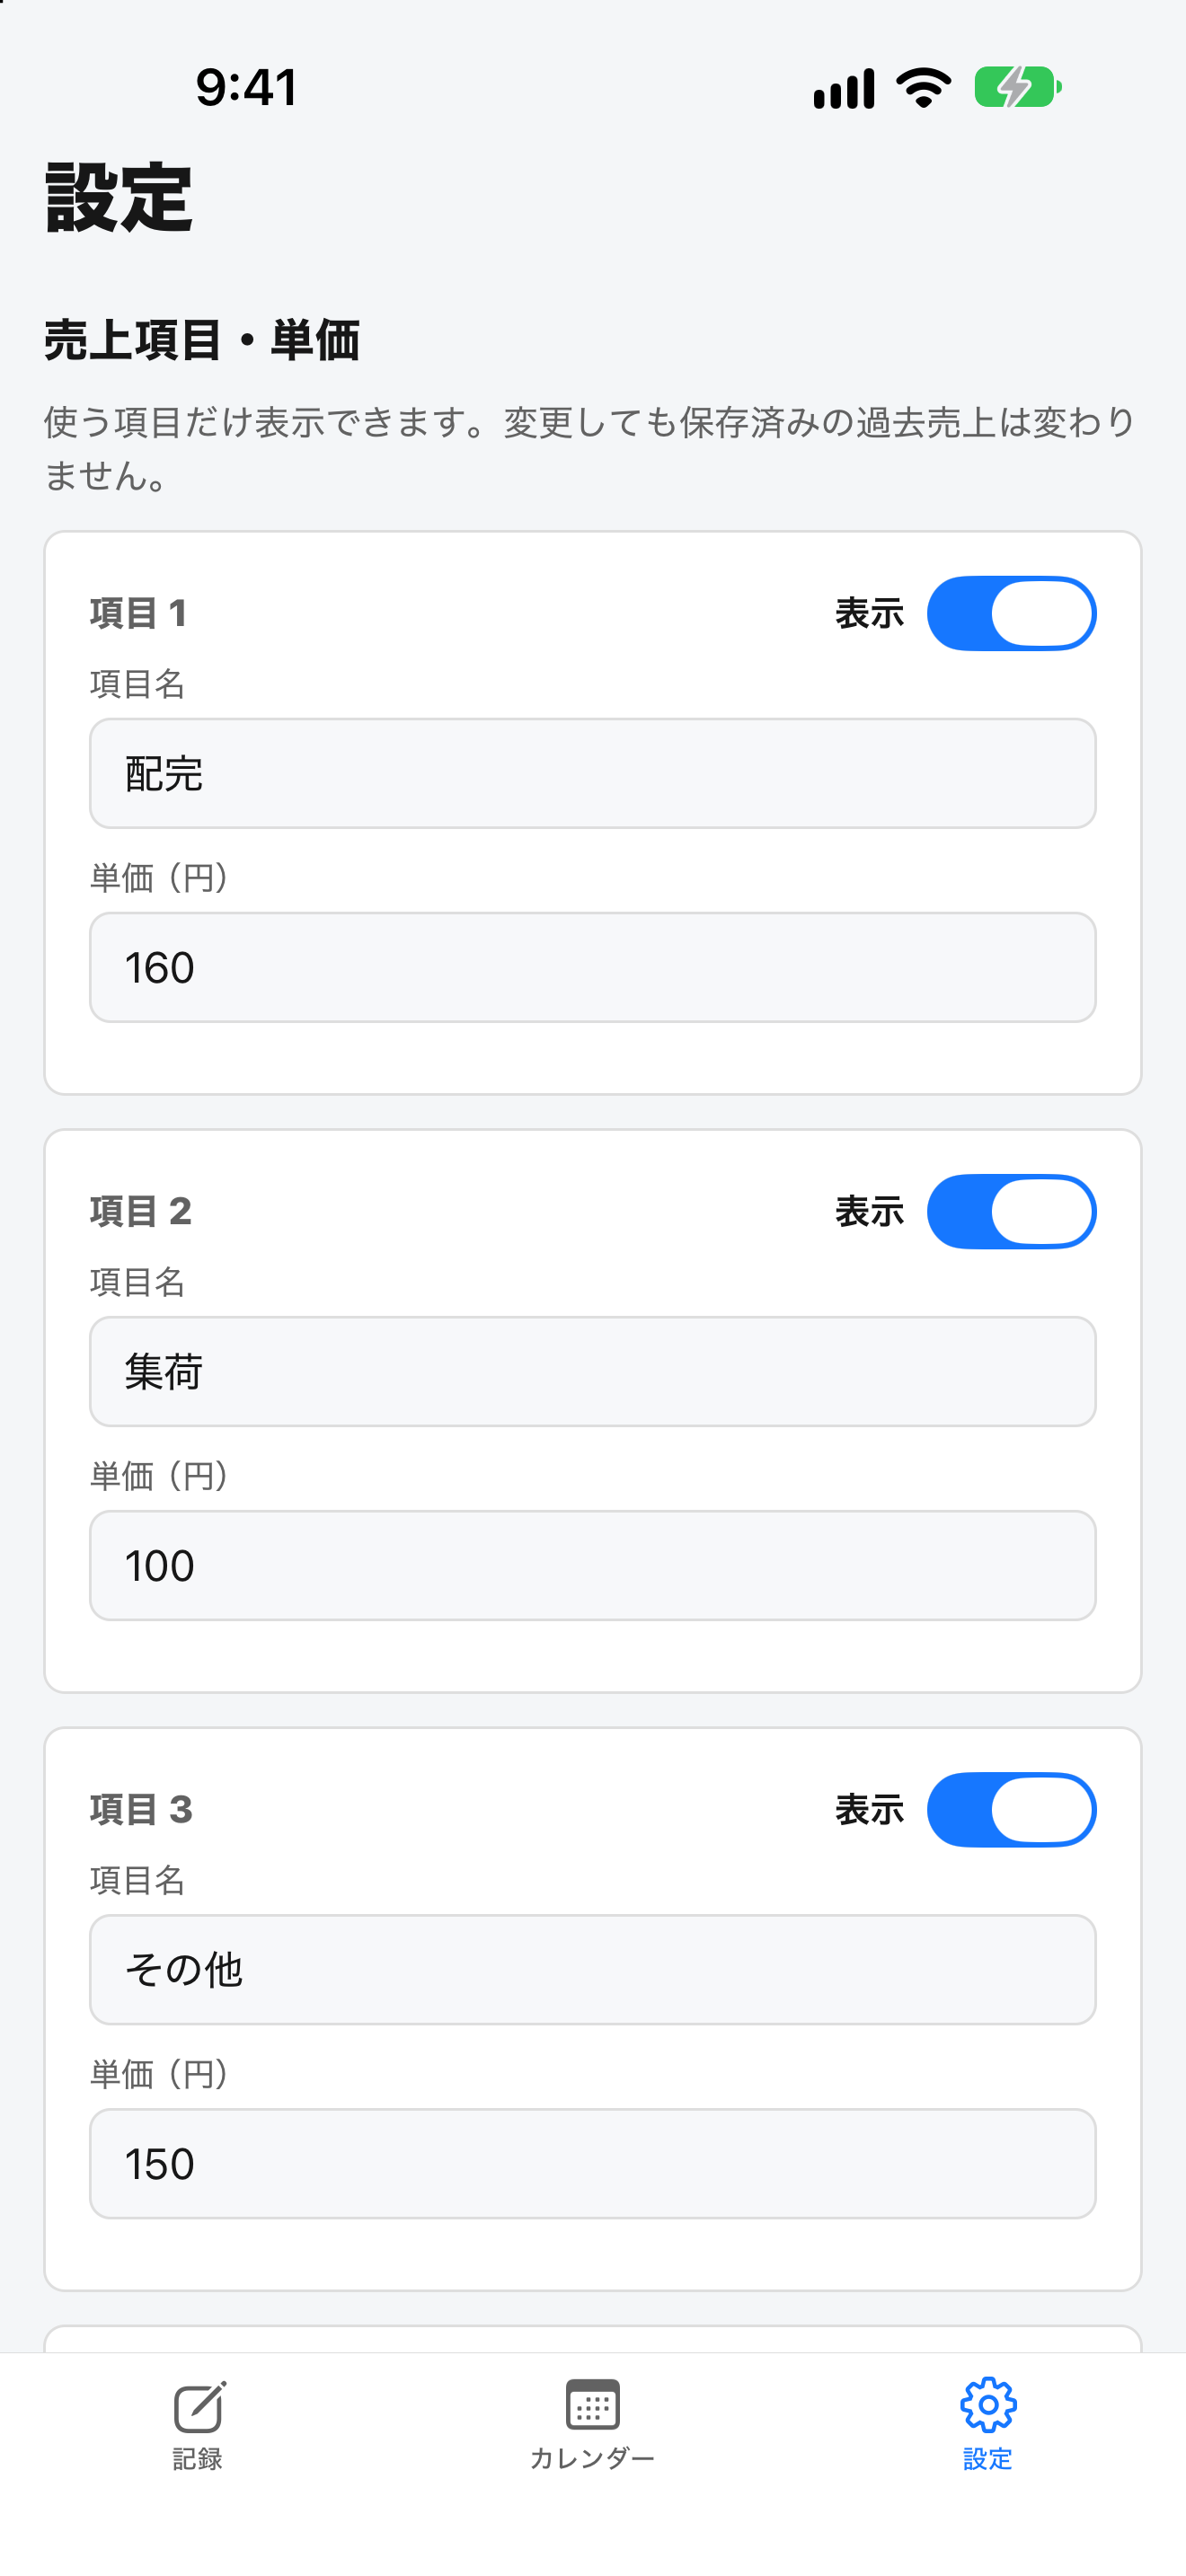 9:41
設定
売上項目・単価
使う項目だけ表示できます。変更しても保存済みの過去売上は変わり
ません。
項目 1
表示
項目名
配完
単価（円）
160
項目 2
表示
項目名
集荷
単価（円）
100
項目 3
表示
項目名
その他
単価（円）
150
記録
カレンダー
設定